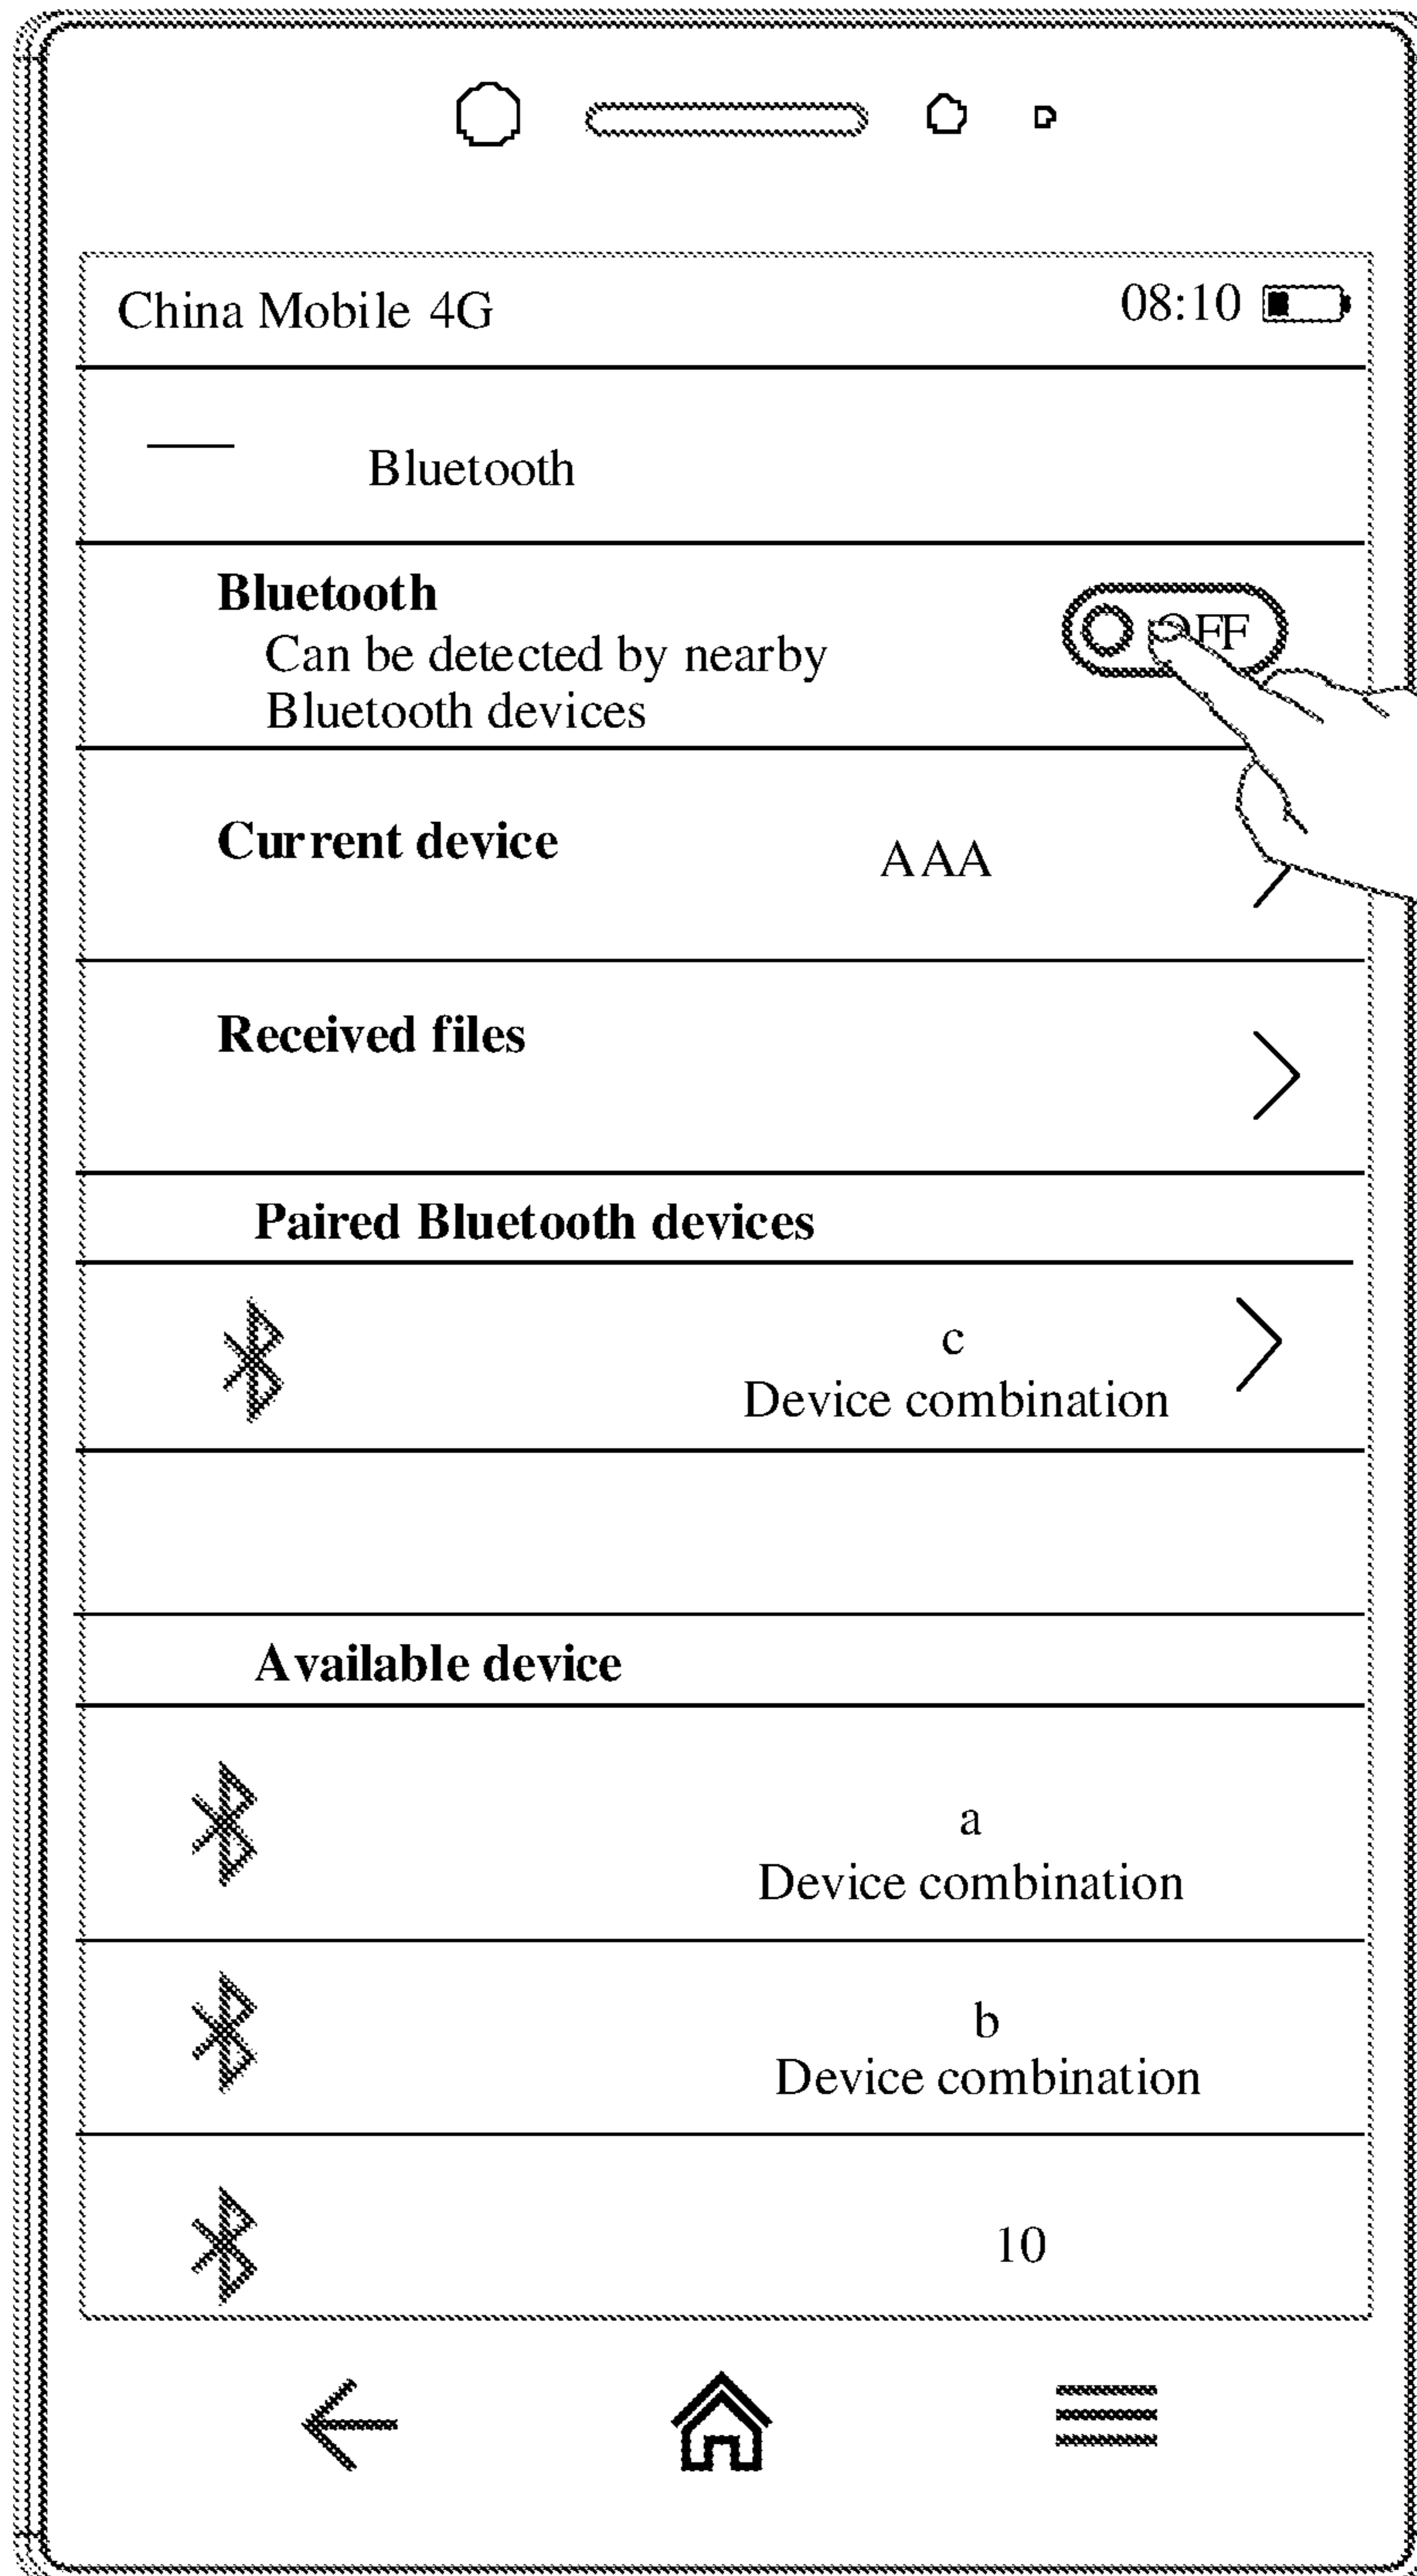 China Mobile 4G
08:10
Bluetooth
Bluetooth
OFF
Can be detected by nearby
Bluetooth devices
Current device
AAA
Received files
Paired Bluetooth devices
c
Device combination
Available device
a
Device combination
b
Device combination
10